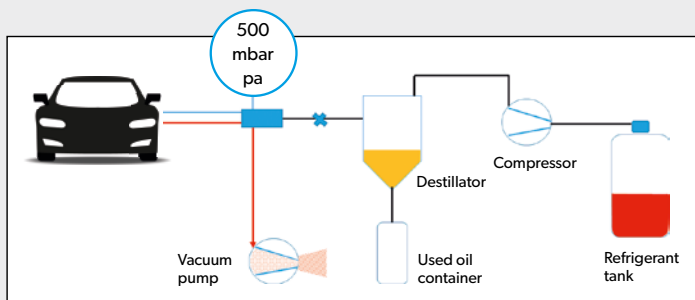 500
mbar
pa
Compressor
Destillator
Vacuum
pump
Used oil
container
Refrigerant
tank